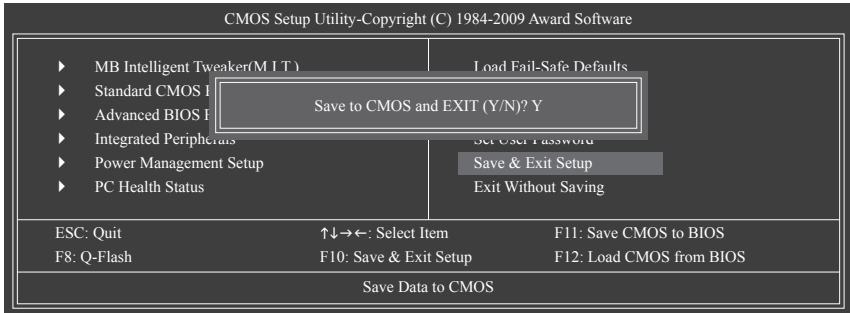 CMOS Setup Utility-Copyright (C) 1984-2009 Award Software
MB Intelligent Tweaker(M.I.T.)
Standard CMOS
Advanced BIOS
Integrated Peripherals
Power Management Setup
PC Health Status
Load Fail-Safe Defaults
Set User Password
Save & Exit Setup
Exit Without Saving
Save to CMOS and EXIT (Y/N)? Y
ESC: Quit
↑↓→←: Select Item
F11: Save CMOS to BIOS
F8: Q-Flash
F10: Save & Exit Setup
F12: Load CMOS from BIOS
Save Data to CMOS